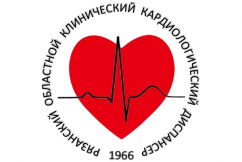 РЯЗАНСКИЙ ОБЛАСТНОЙ КЛИНИЧЕСКИЙ КАРДИОЛОГИЧЕСКИЙ ДИСПАНСЕР
1966